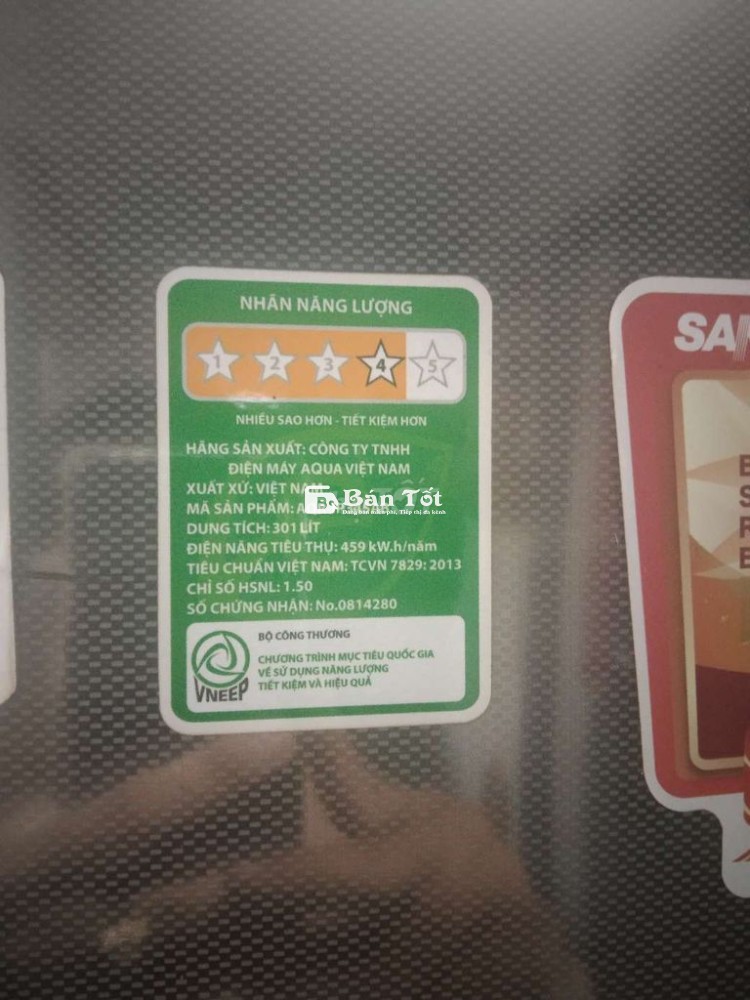 NHÃN NĂNG LƯỢNG
1 2 3 4 5
NHIỀU SAO HƠN - TIẾT KIỆM HƠN
HÃNG SẢN XUẤT: CÔNG TY TNHH
ĐIỆN MÁY AQUA VIỆT NAM
XUẤT XỨ: VIỆT NAM
MÃ SẢN PHẨM:
Bán Tốt
DUNG TÍCH: 301 LÍT
ĐIỆN NĂNG TIÊU THỤ: 459 kW.h/năm
TIÊU CHUẨN VIỆT NAM: TCVN 7829: 2013
CHỈ SỐ HSNL: 1.50
SỐ CHỨNG NHẬN: No.0814280
BỘ CÔNG THƯƠNG
CHƯƠNG TRÌNH MỤC TIÊU QUỐC GIA
VỀ SỬ DỤNG NĂNG LƯỢNG
TIẾT KIỆM VÀ HIỆU QUẢ
VNEEP